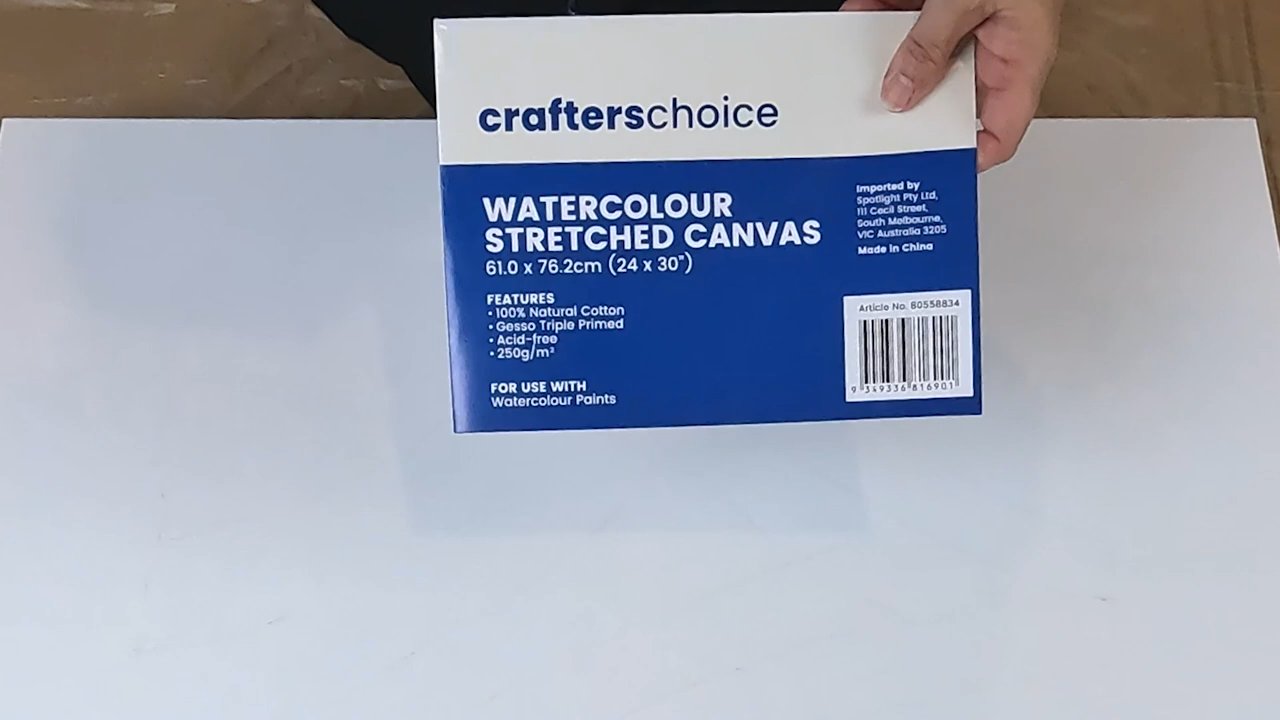 crafterschoice
WATERCOLOUR
STRETCHED CANVAS
61.0 x 76.2cm (24 x 30")
FEATURES
• 100% Natural Cotton
• Gesso Triple Primed
• Acid-free
• 250g/m²
FOR USE WITH
Watercolour Paints
Imported by
Spotlight Pty Ltd,
111 Cecil Street,
South Melbourne,
VIC Australia 3205
Made in China
Article No. 80558834
9 349336 816901